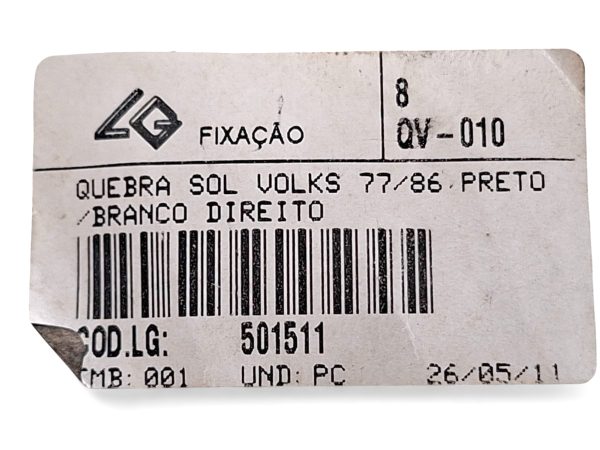 LG FIXAÇÃO
8
QV-010
QUEBRA SOL VOLKS 77/86 PRETO
/BRANCO DIREITO
COD.LG: 501511
EMB: 001 UND: PC 26/05/11